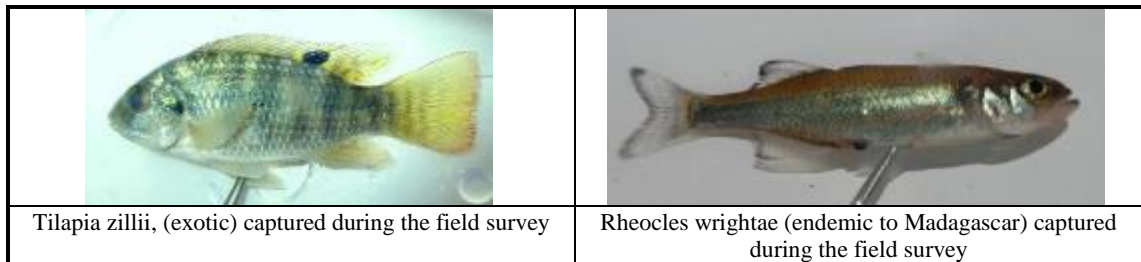 Tilapia zillii, (exotic) captured during the field survey
Rheocles wrightae (endemic to Madagascar) captured
during the field survey